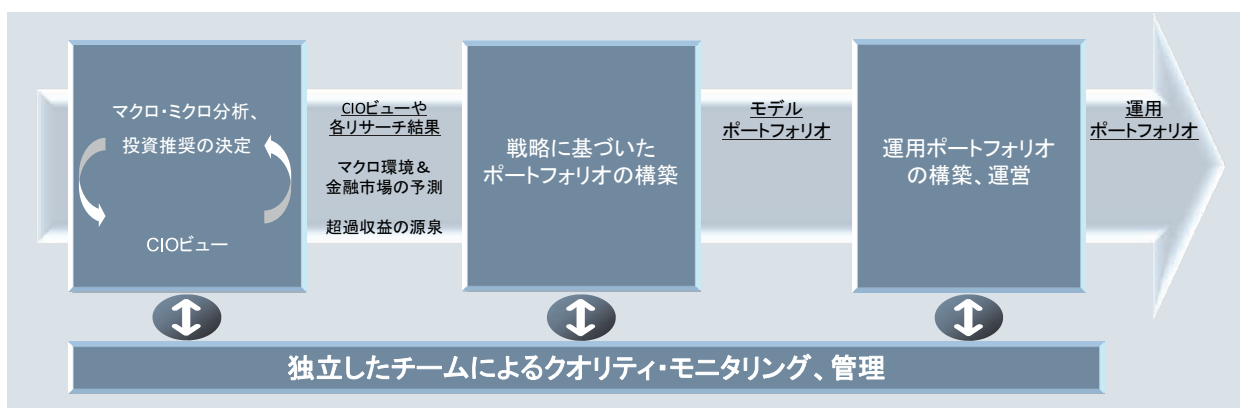 マクロ・ミクロ分析、
投資推奨の決定
CIOビュー
CIOビューや
各リサーチ結果
マクロ環境＆
金融市場の予測
超過収益の源泉
戦略に基づいた
ポートフォリオの構築
モデル
ポートフォリオ
運用ポートフォリオ
の構築、運営
運用
ポートフォリオ
独立したチームによるクオリティ・モニタリング、管理